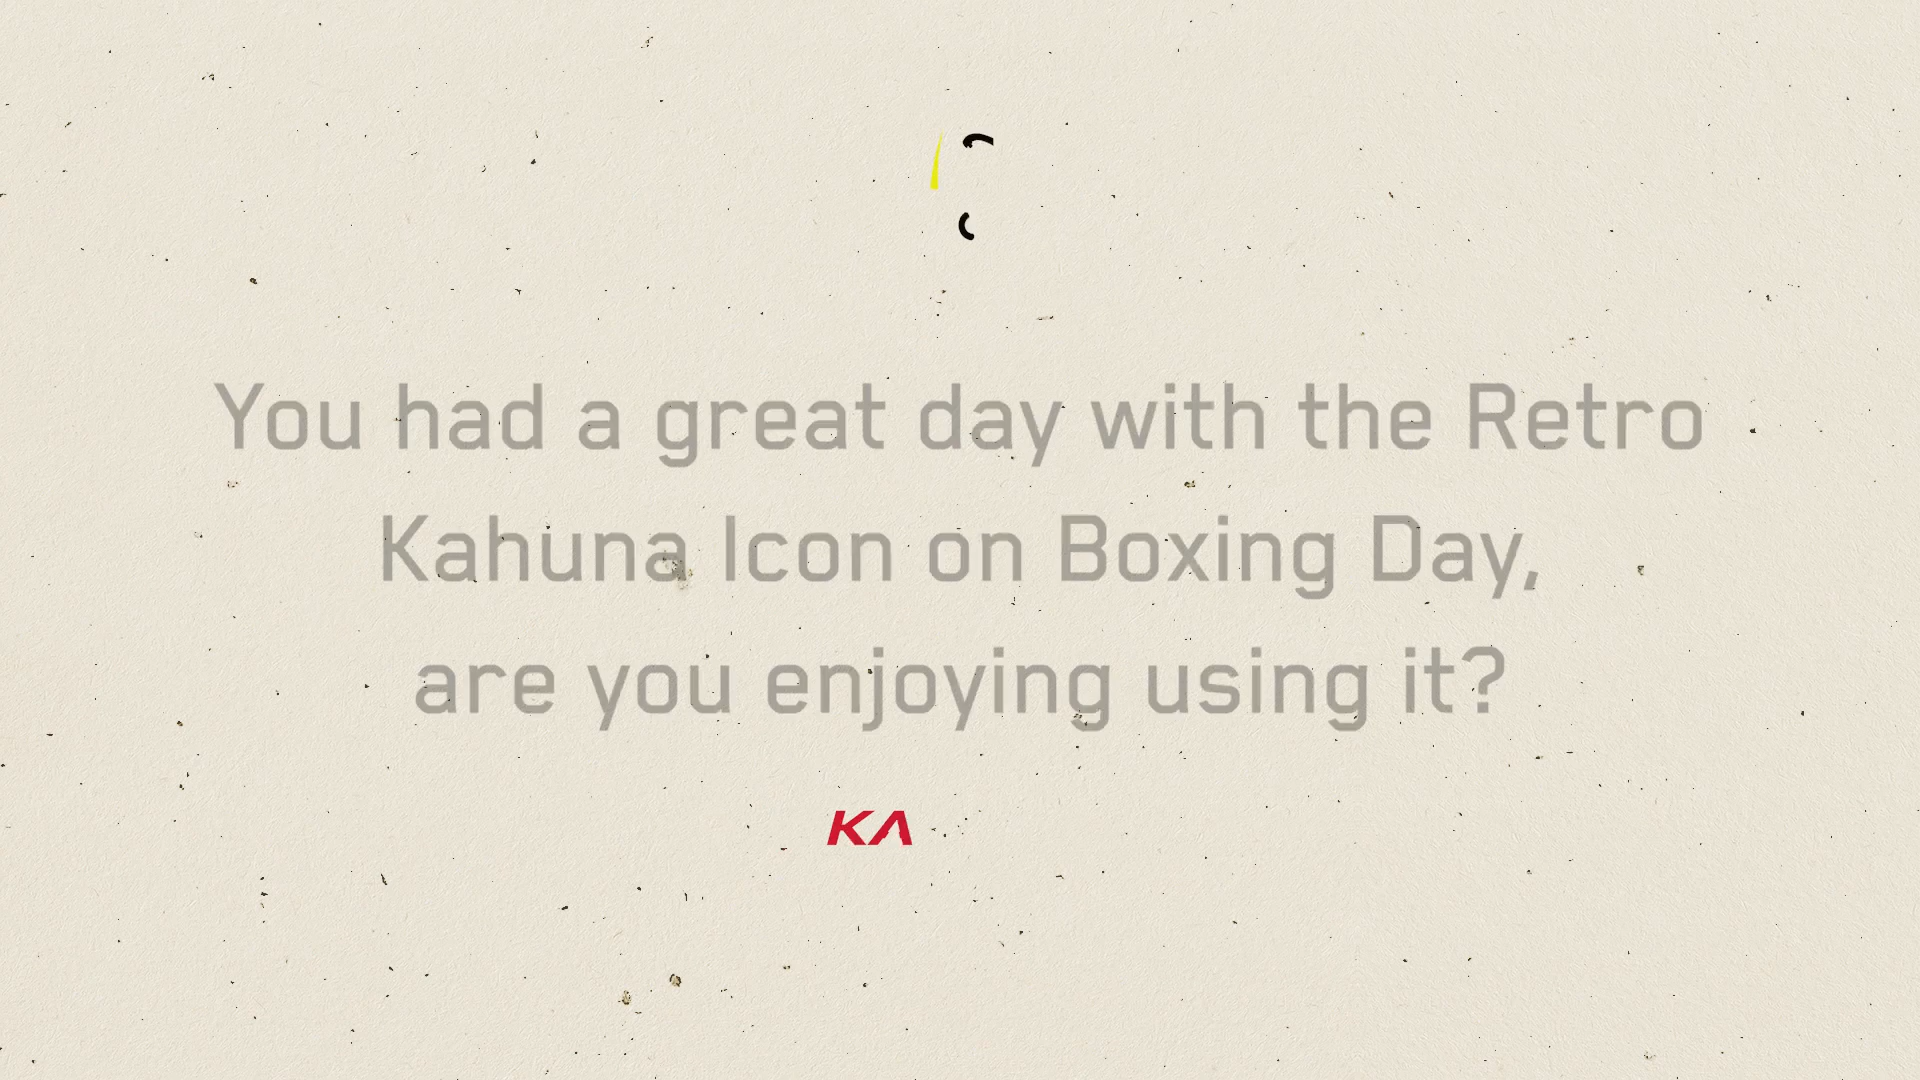 You had a great day with the Retro
Kahuna Icon on Boxing Day,
are you enjoying using it?
KA